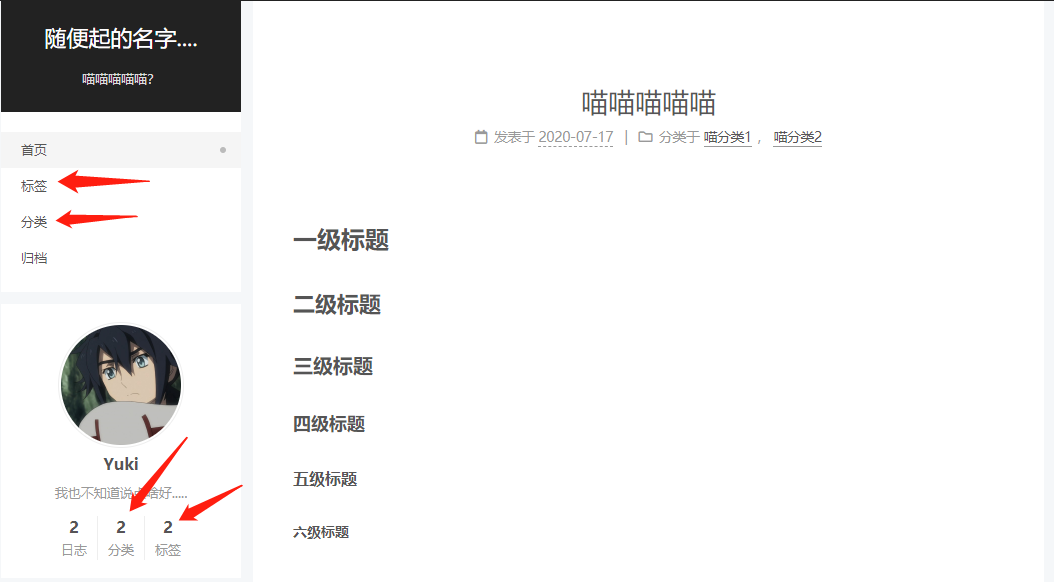 随便起的名字....
喵喵喵喵喵?
首页
标签
分类
归档
Yuki
我也不知道说点啥好.....
2 2 2
日志 分类 标签
喵喵喵喵喵
发表于 2020-07-17 | 分类于 喵分类1 , 喵分类2
一级标题
二级标题
三级标题
四级标题
五级标题
六级标题